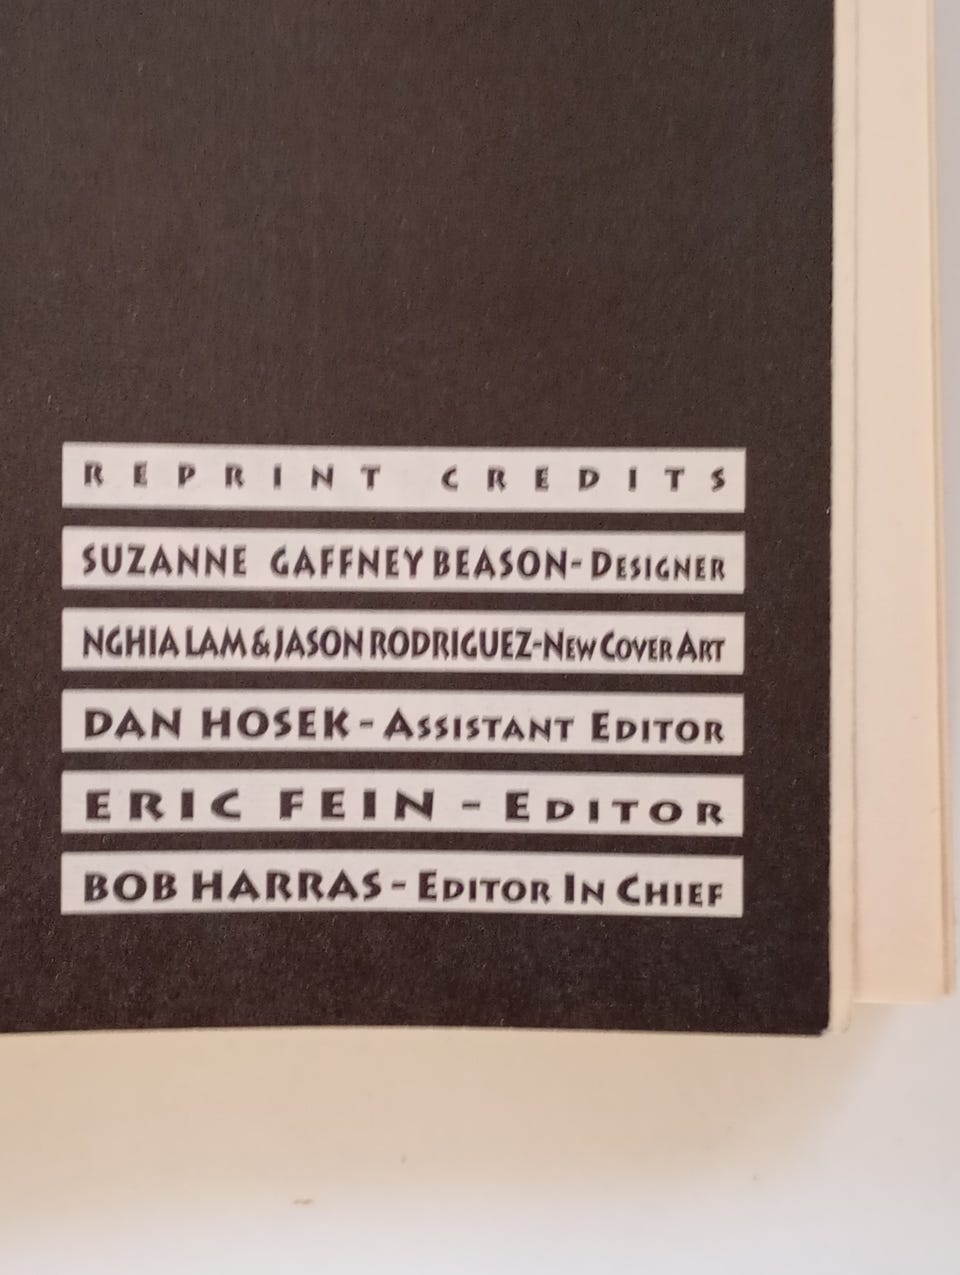 REPRINT CREDITS
SUZANNE GAFFNEY BEASON-DESIGNER
NGHIA LAM & JASON RODRIGUEZ-NEW COVER ART
DAN HOSEK-ASSISTANT EDITOR
ERIC FEIN - EDITOR
BOB HARRAS-EDITOR IN CHIEF